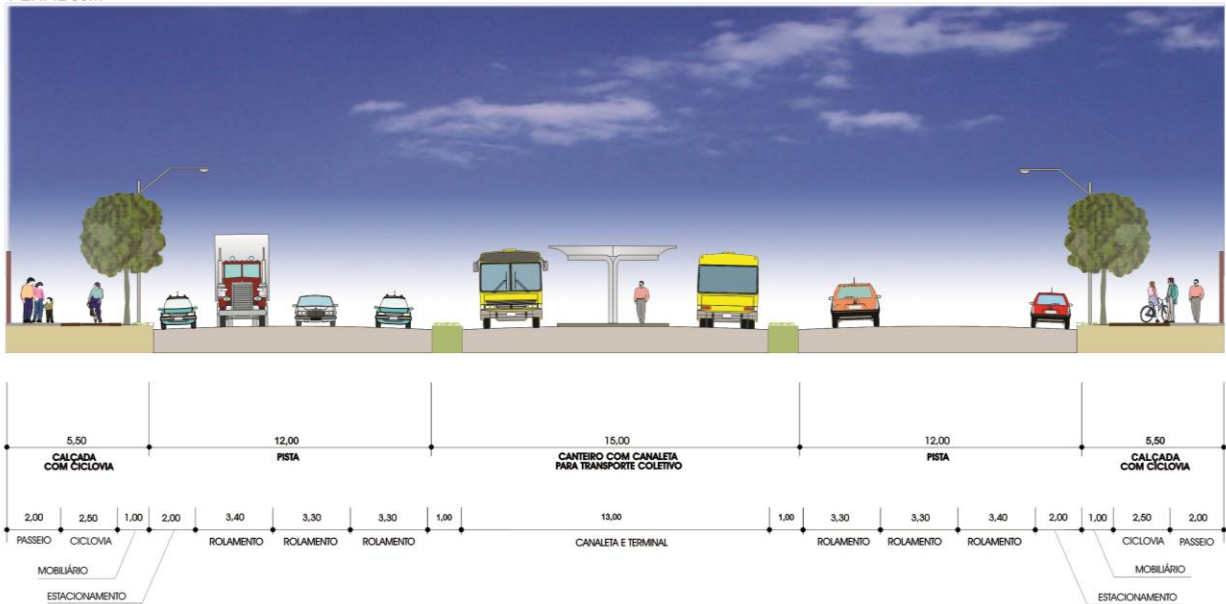 5,50 12,00 15,00 12,00 5,50
CALÇADA
COM CICLOVIA
PISTA
CANTEIRO COM CANALETA
PARA TRANSPORTE COLETIVO
PISTA
CALÇADA
COM CICLOVIA
2,00 2,50 1,00 2,00 3,40 3,30 3,30 1,00 13,00 1,00 3,30 3,30 3,40 2,00 1,00 2,50 2,00
PASSEIO CICLOVIA ROLAMENTO ROLAMENTO ROLAMENTO CANALETA E TERMINAL ROLAMENTO ROLAMENTO ROLAMENTO CICLOVIA PASSEIO
MOBILIÁRIO MOBILIÁRIO
ESTACIONAMENTO ESTACIONAMENTO